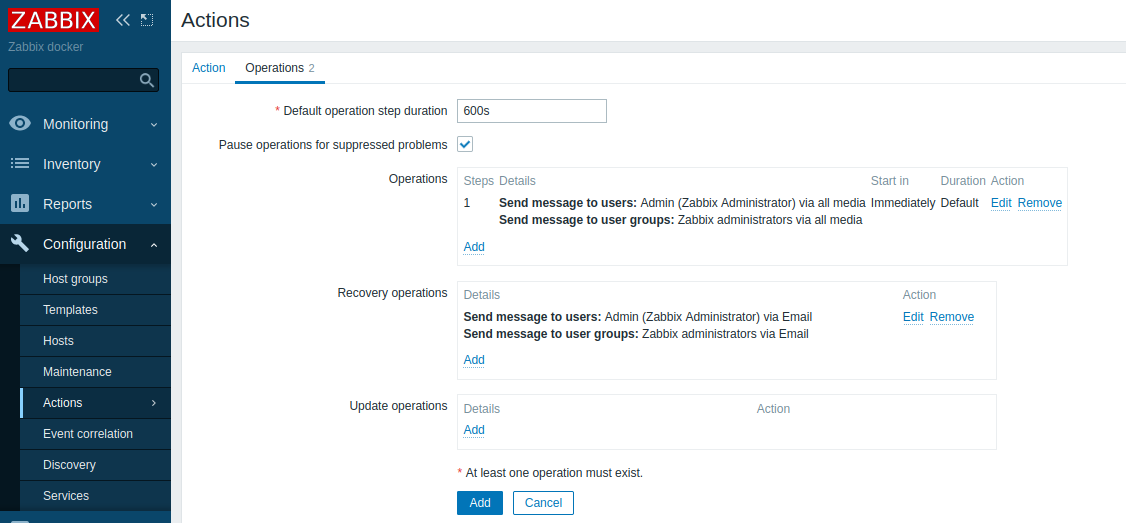 ZABBIX
Zabbix docker
Monitoring
Inventory
Reports
Configuration
Host groups
Templates
Hosts
Maintenance
Actions
Event correlation
Discovery
Services
Actions
Action Operations 2
* Default operation step duration 600s
Pause operations for suppressed problems
Operations Steps Details Start in Duration Action
1 Send message to users: Admin (Zabbix Administrator) via all media Immediately Default Edit Remove
Send message to user groups: Zabbix administrators via all media
Add
Recovery operations Details Action
Send message to users: Admin (Zabbix Administrator) via Email Edit Remove
Send message to user groups: Zabbix administrators via Email
Add
Update operations Details Action
Add
* At least one operation must exist.
Add Cancel